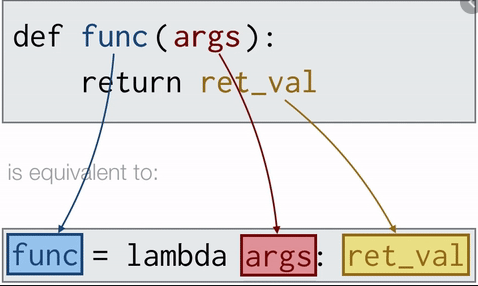 def func(args):
return ret_val
is equivalent to:
func = lambda args: ret_val